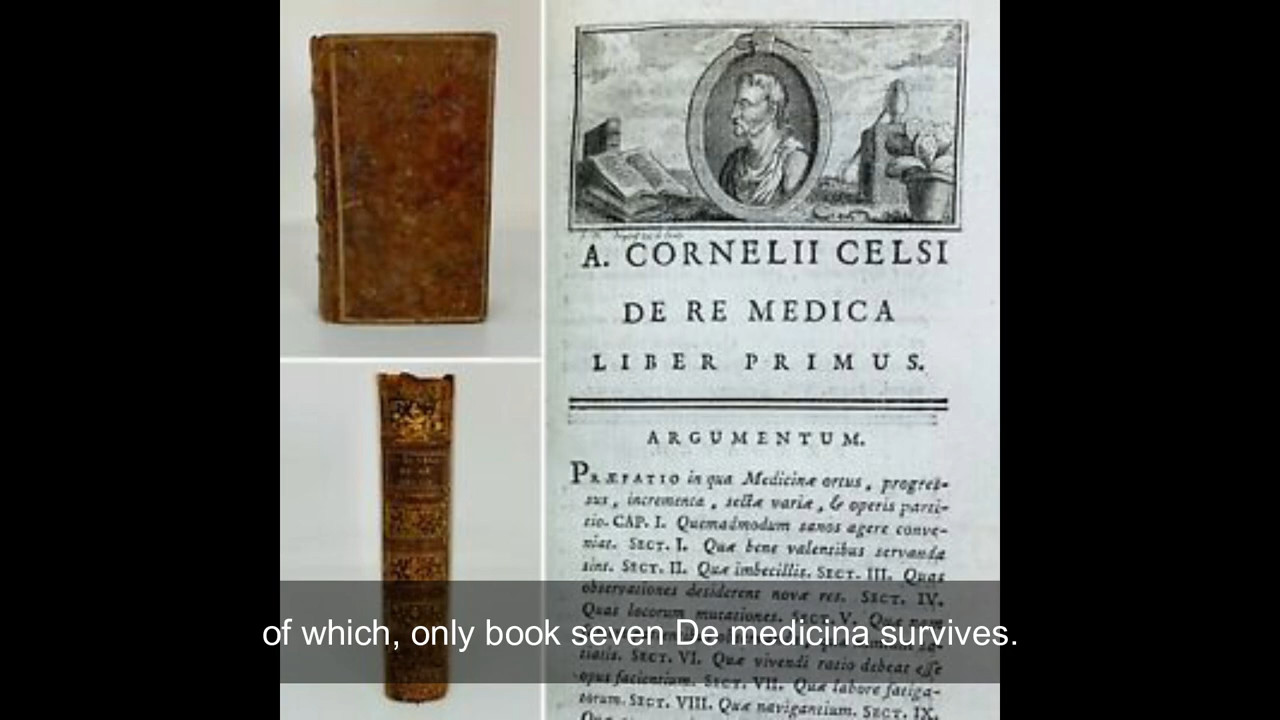 A. CORNELII CELSI
DE RE MEDICA
LIBER PRIMUS.
ARGUMENTUM.
PRÆFATIO in qua Medicinæ ortus, progres-
sus, incrementa, sectæ variæ, & operis parti-
tio. CAP. I. Quemadmodum sanos agere conve-
niat. SECT. I. Quæ bene valentibus servanda
sint. SECT. II. Quæ imbecillis. SECT. III. Quas
observationes desiderent novæ res. SECT. IV.
Quas locorum mutationes. SECT. V. Quæ
of which, only book seven De medicina survives.
SECT. VI. Quæ vivendi ratio debeat esse
opus facientium. SECT. VII. Quæ labore fatiga-
torum. SECT. VIII. Quæ navigantium. SECT. IX.